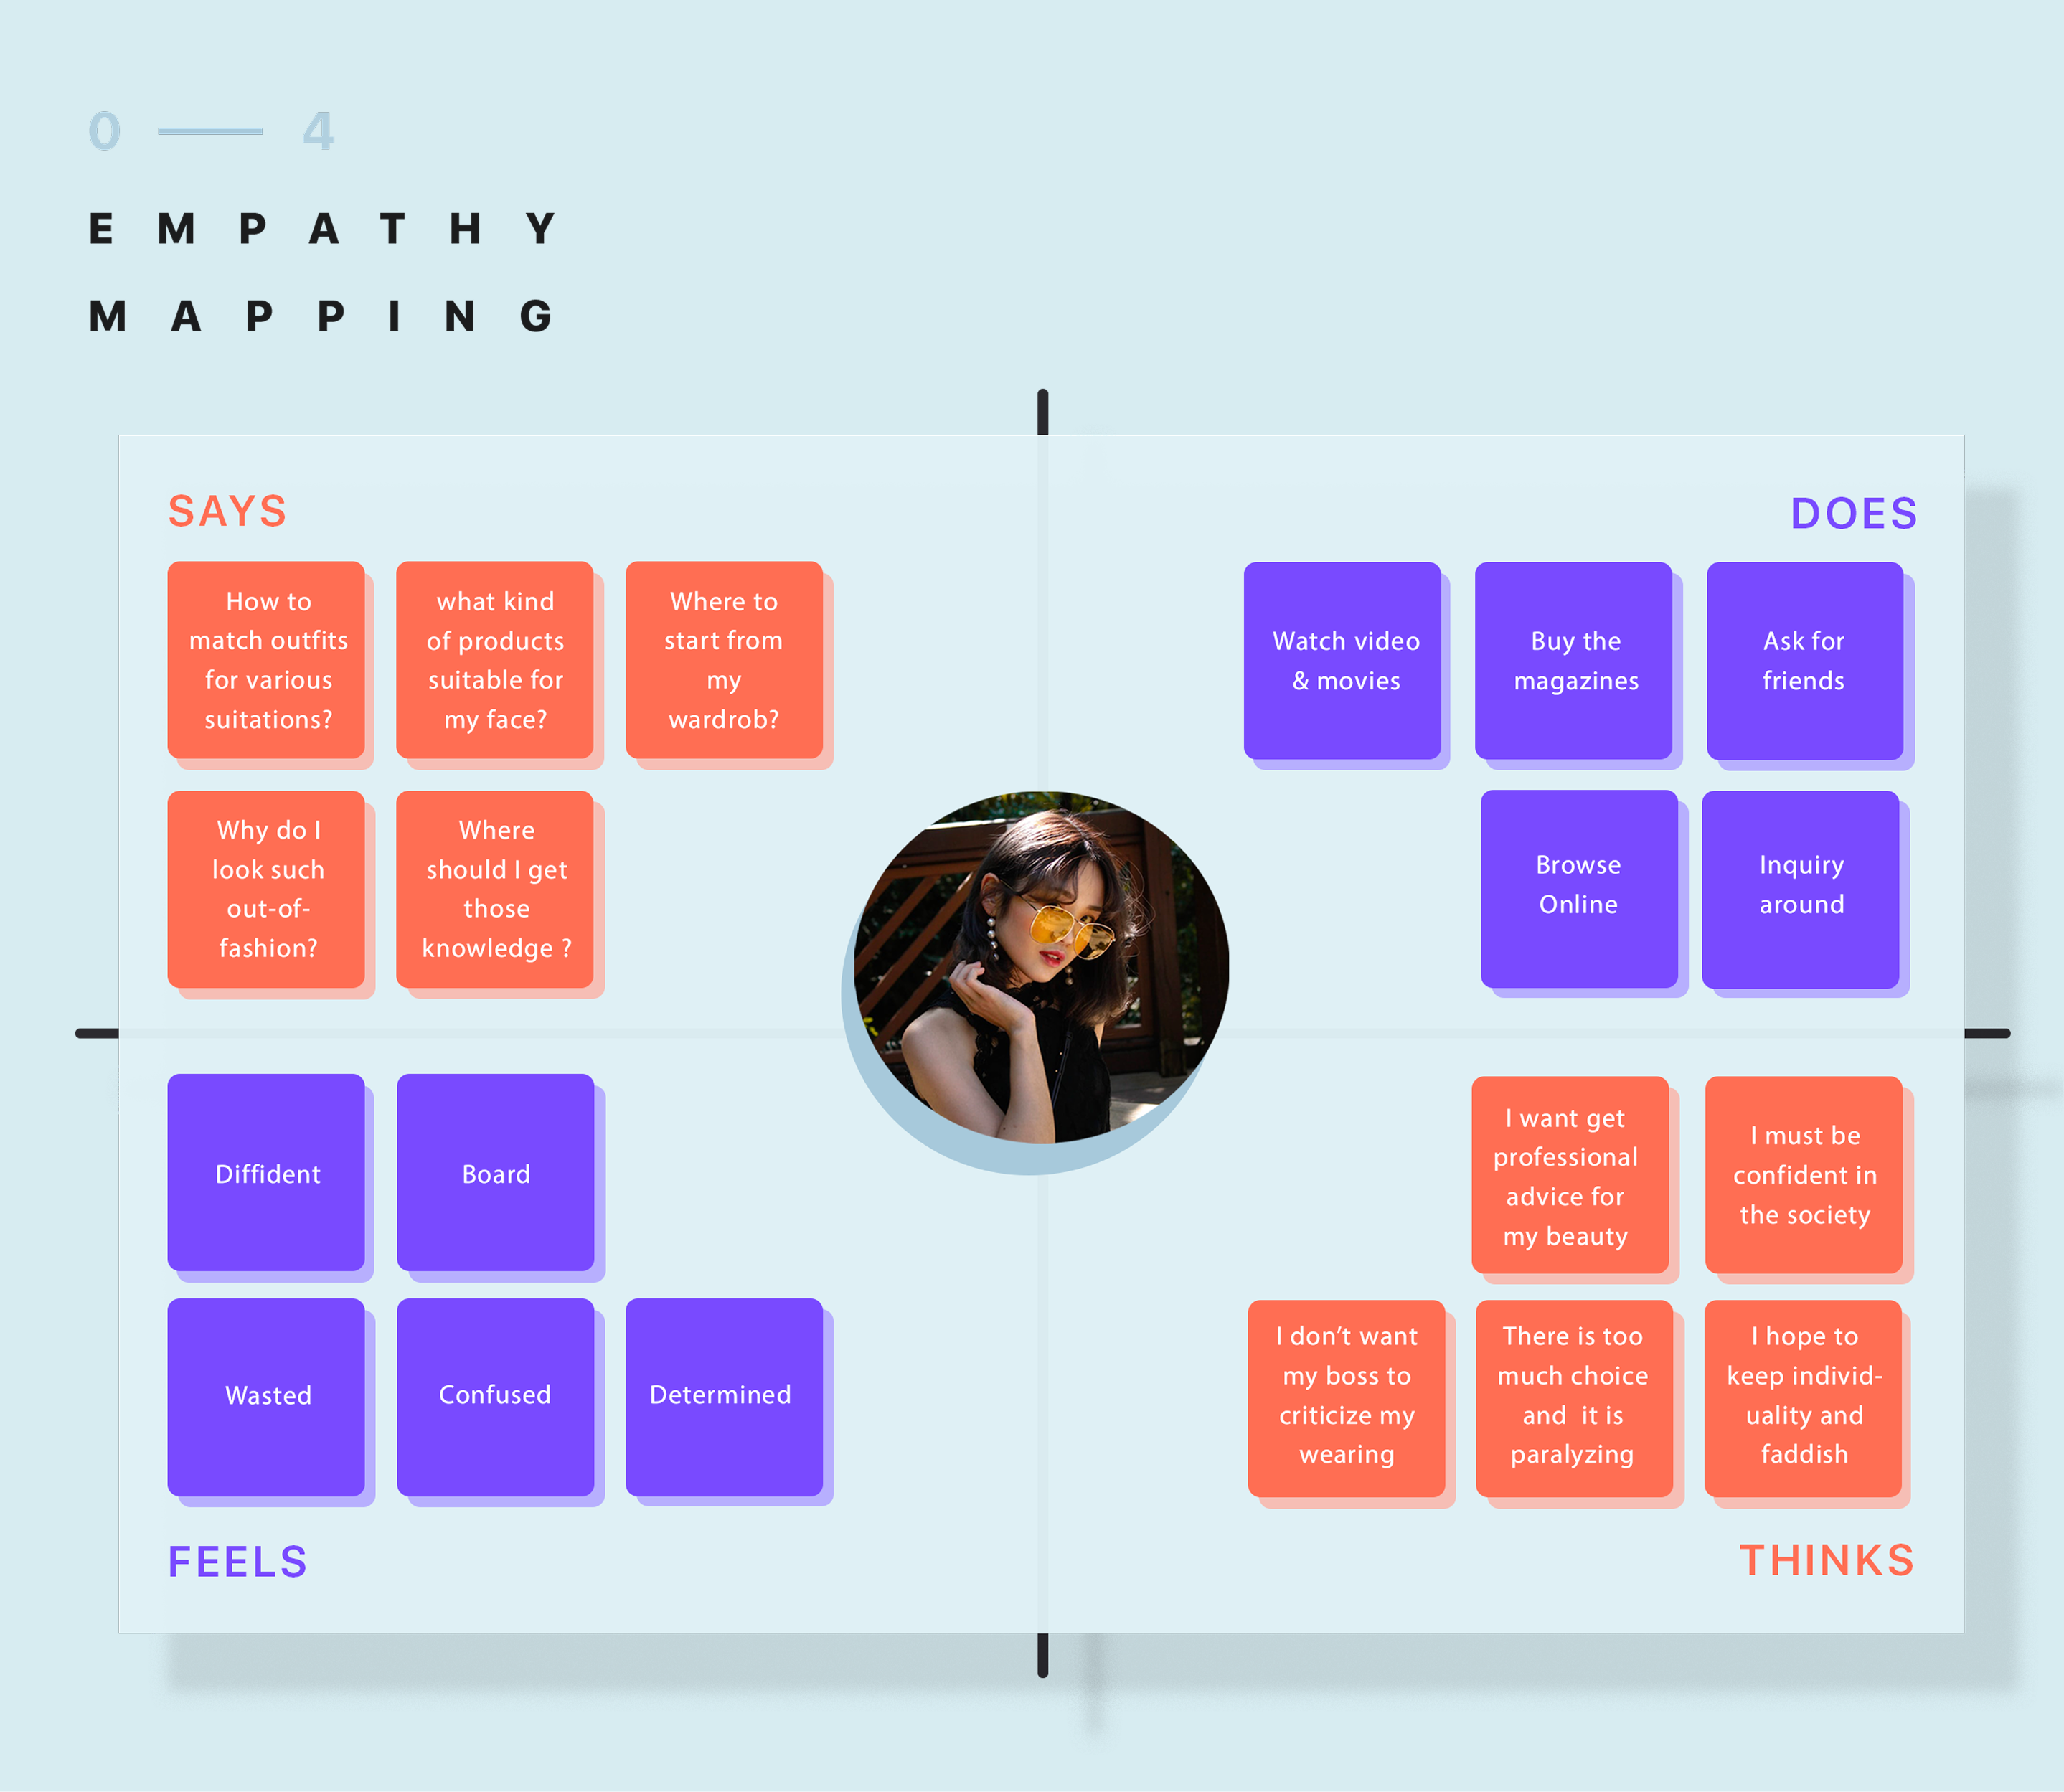 0 — 4
EMPATHY
MAPPING
SAYS
How to
match outfits
for various
suitations?
what kind
of products
suitable for
my face?
Where to
start from
my
wardrob?
Why do I
look such
out-of-
fashion?
Where
should I get
those
knowledge ?
DOES
Watch video
& movies
Buy the
magazines
Ask for
friends
Browse
Online
Inquiry
around
Diffident
Board
Wasted
Confused
Determined
FEELS
I want get
professional
advice for
my beauty
I must be
confident in
the society
I don’t want
my boss to
criticize my
wearing
There is too
much choice
and  it is
paralyzing
I hope to
keep individ-
uality and
faddish
THINKS